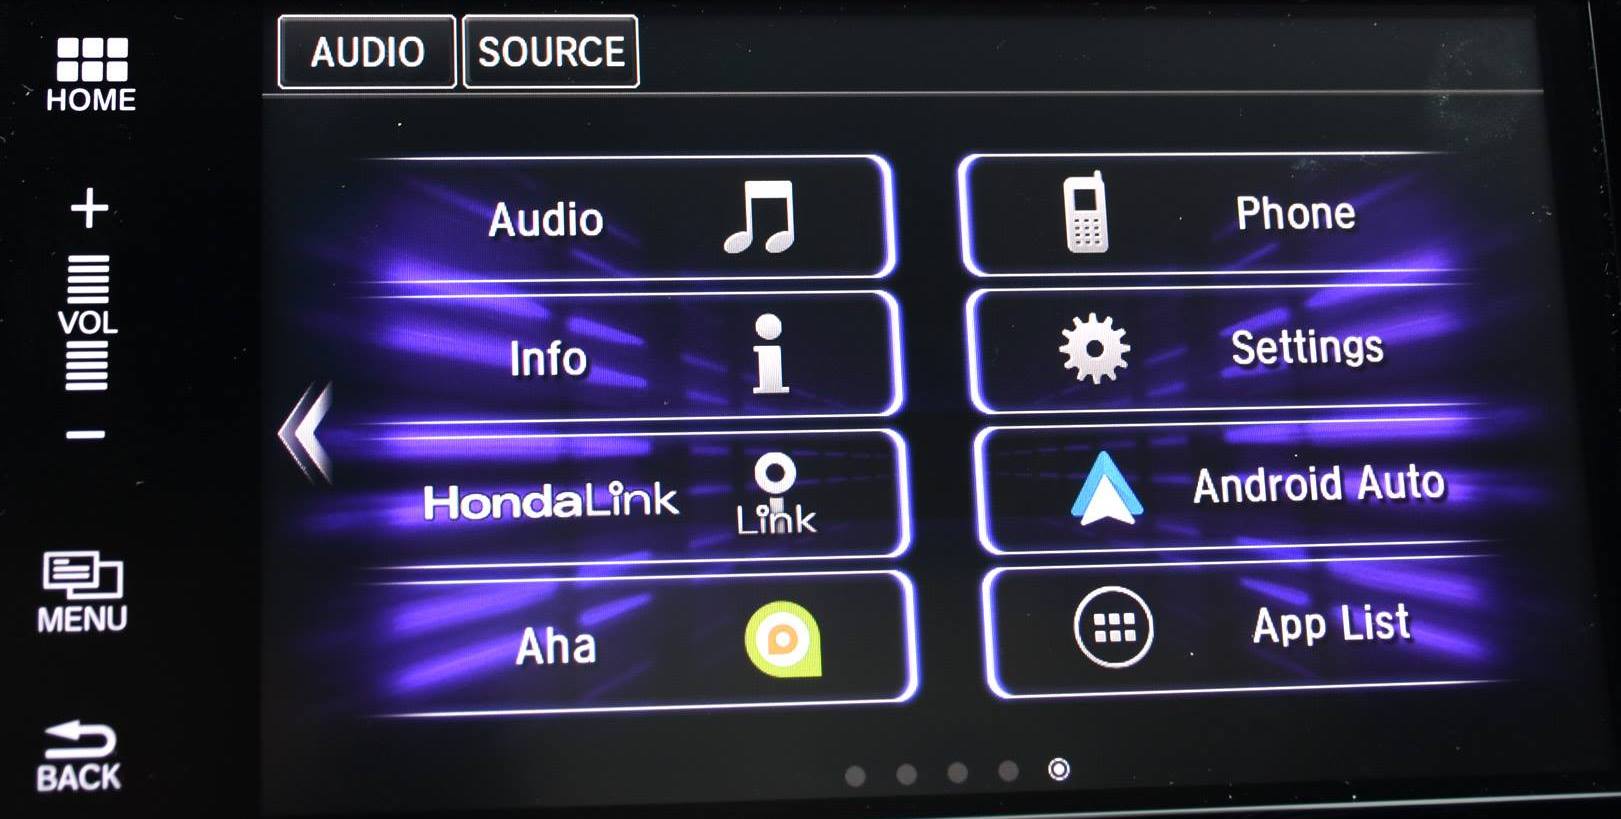 HOME
AUDIO
SOURCE
VOL
Audio
Phone
Info
Settings
HondaLink
Link
Android Auto
Aha
App List
MENU
BACK